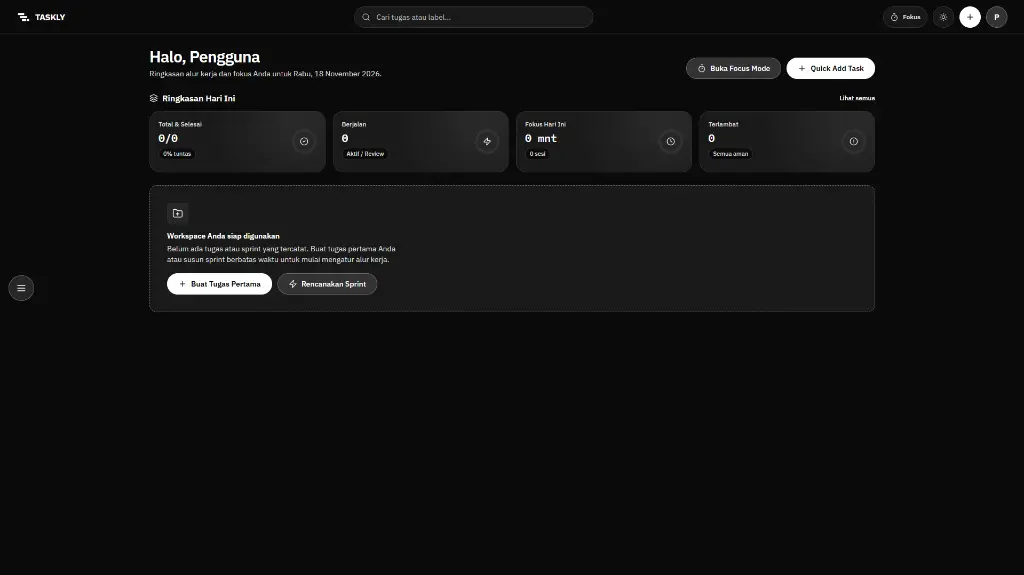 TASKLY
Cari tugas atau label...
Fokus
P
Halo, Pengguna
Ringkasan alur kerja dan fokus Anda untuk Rabu, 18 November 2026.
Buka Focus Mode
Quick Add Task
Ringkasan Hari Ini
Lihat semua
Total & Selesai
0/0
0% tuntas
Berjalan
0
Aktif / Review
Fokus Hari Ini
0 mnt
0 sesi
Terlambat
0
Semua aman
Workspace Anda siap digunakan
Belum ada tugas atau sprint yang tercatat. Buat tugas pertama Anda
atau susun sprint berbatas waktu untuk mulai mengatur alur kerja.
Buat Tugas Pertama
Rencanakan Sprint